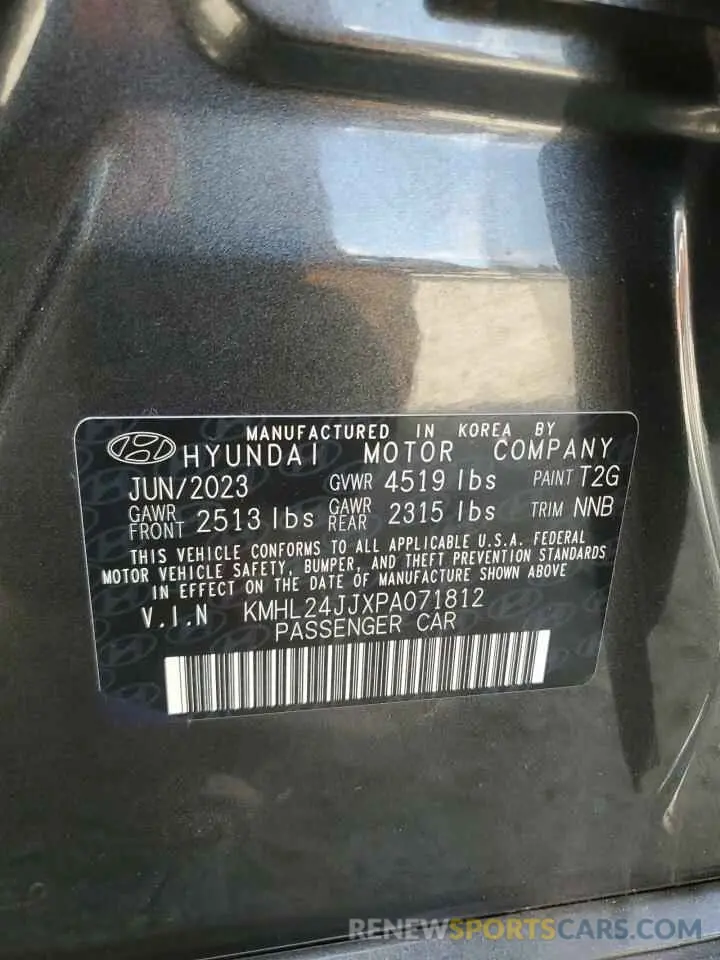 MANUFACTURED IN KOREA BY
HYUNDAI MOTOR COMPANY
JUN/2023 GVWR 4519 lbs PAINT T2G
GAWR FRONT 2513 lbs GAWR REAR 2315 lbs TRIM NNB
THIS VEHICLE CONFORMS TO ALL APPLICABLE U.S.A. FEDERAL
MOTOR VEHICLE SAFETY, BUMPER, AND THEFT PREVENTION STANDARDS
IN EFFECT ON THE DATE OF MANUFACTURE SHOWN ABOVE
V.I.N KMHL24JJXPA071812
PASSENGER CAR
RENEWSPORTSCARS.COM